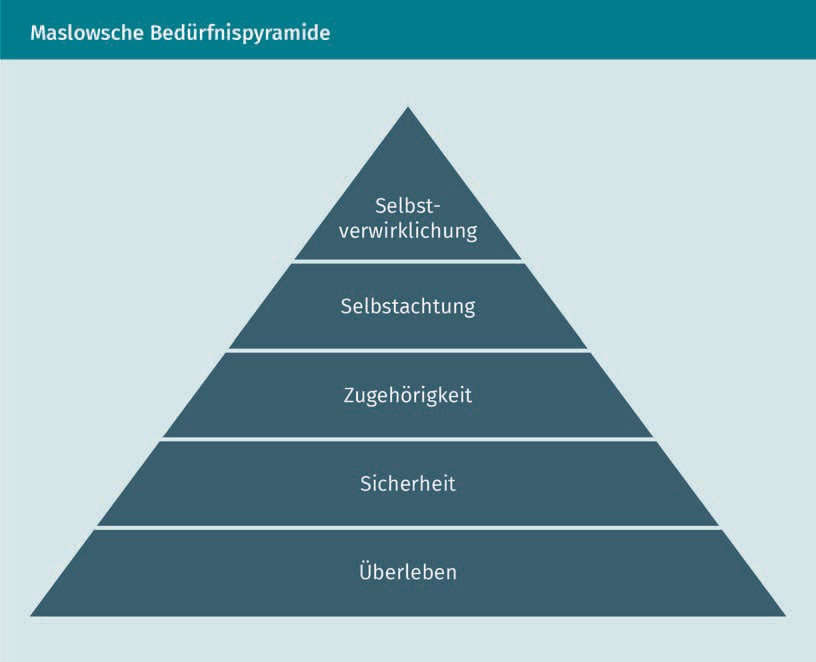 Maslowsche Bedürfnispyramide
Selbst-
verwirklichung
Selbstachtung
Zugehörigkeit
Sicherheit
Überleben